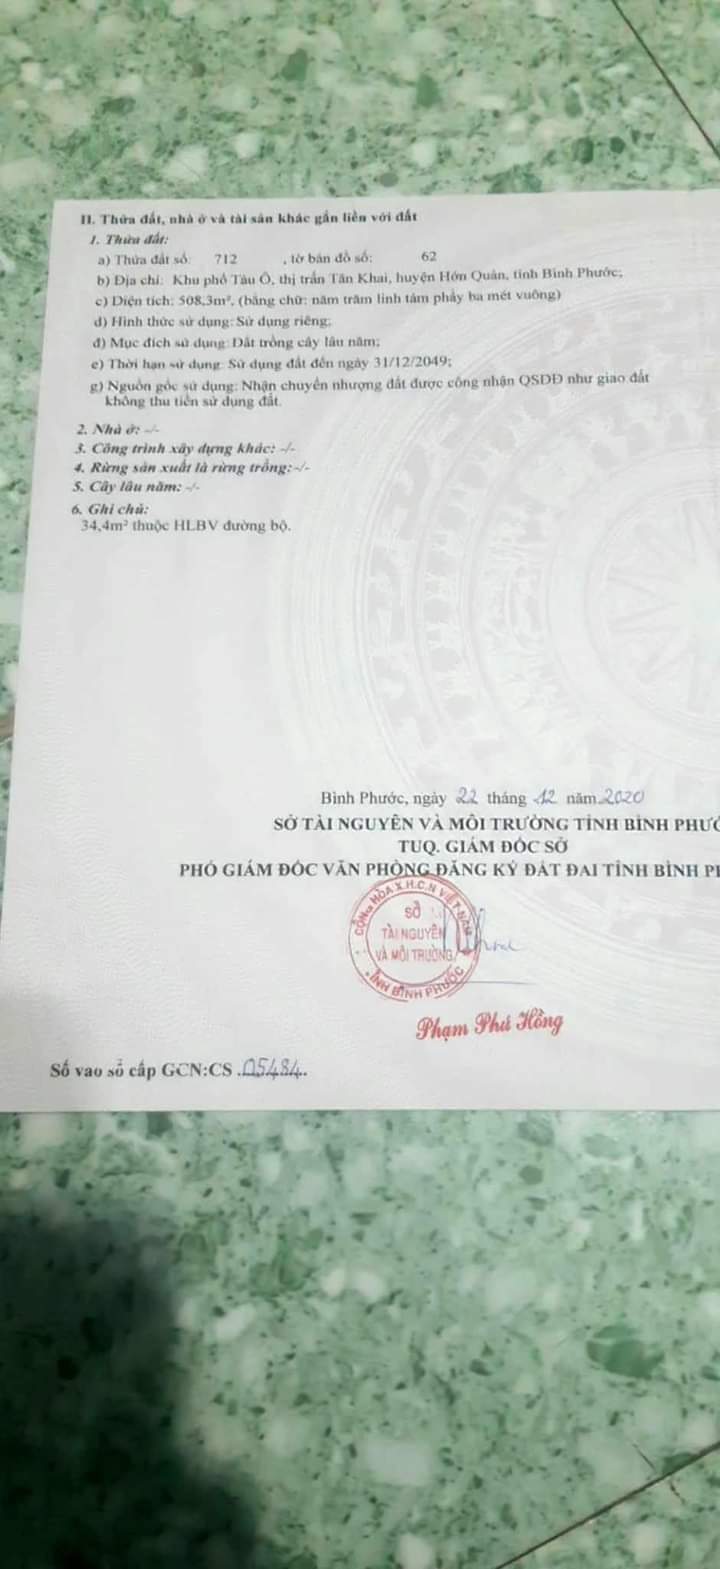 II. Thửa đất, nhà ở và tài sản khác gắn liền với đất
1. Thửa đất:
a) Thửa đất số: 712 , tờ bản đồ số: 62
b) Địa chỉ: Khu phố Tàu Ô, thị trấn Tân Khai, huyện Hớn Quản, tỉnh Bình Phước;
c) Diện tích: 508,3m², (bằng chữ: năm trăm linh tám phẩy ba mét vuông)
d) Hình thức sử dụng: Sử dụng riêng;
đ) Mục đích sử dụng: Đất trồng cây lâu năm;
e) Thời hạn sử dụng: Sử dụng đất đến ngày 31/12/2049;
g) Nguồn gốc sử dụng: Nhận chuyển nhượng đất được công nhận QSDĐ như giao đất
không thu tiền sử dụng đất.
2. Nhà ở: -/-
3. Công trình xây dựng khác: -/-
4. Rừng sản xuất là rừng trồng:-/-
5. Cây lâu năm: -/-
6. Ghi chú:
34,4m² thuộc HLBV đường bộ.
Bình Phước, ngày 22 tháng 12 năm 2020
SỞ TÀI NGUYÊN VÀ MÔI TRƯỜNG TỈNH BÌNH PHƯỚ
TUQ. GIÁM ĐỐC SỞ
PHÓ GIÁM ĐỐC VĂN PHÒNG ĐĂNG KÝ ĐẤT ĐAI TỈNH BÌNH PH
CỘNG HÒA X.H.C.N VIỆT NAM
SỞ
TÀI NGUYÊN
VÀ MÔI TRƯỜNG
TỈNH BÌNH PHƯỚC
Phạm Phú Hồng
Số vào sổ cấp GCN:CS .05484..